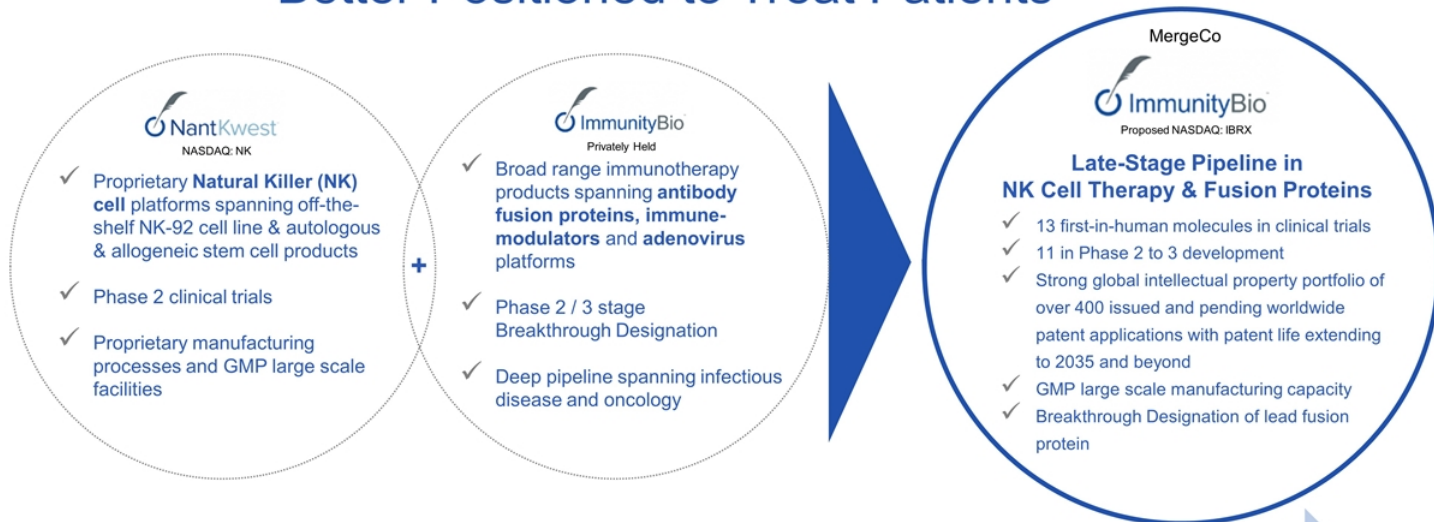 Better Positioned to Treat Patients
NantKwest
NASDAQ: NK
✓ Proprietary Natural Killer (NK)
cell platforms spanning off-the-
shelf NK-92 cell line & autologous
& allogeneic stem cell products
✓ Phase 2 clinical trials
✓ Proprietary manufacturing
processes and GMP large scale
facilities
+
ImmunityBio
Privately Held
✓ Broad range immunotherapy
products spanning antibody
fusion proteins, immune-
modulators and adenovirus
platforms
✓ Phase 2 / 3 stage
Breakthrough Designation
✓ Deep pipeline spanning infectious
disease and oncology
MergeCo
ImmunityBio
Proposed NASDAQ: IBRX
Late-Stage Pipeline in
NK Cell Therapy & Fusion Proteins
✓ 13 first-in-human molecules in clinical trials
✓ 11 in Phase 2 to 3 development
✓ Strong global intellectual property portfolio of
over 400 issued and pending worldwide
patent applications with patent life extending
to 2035 and beyond
✓ GMP large scale manufacturing capacity
✓ Breakthrough Designation of lead fusion
protein